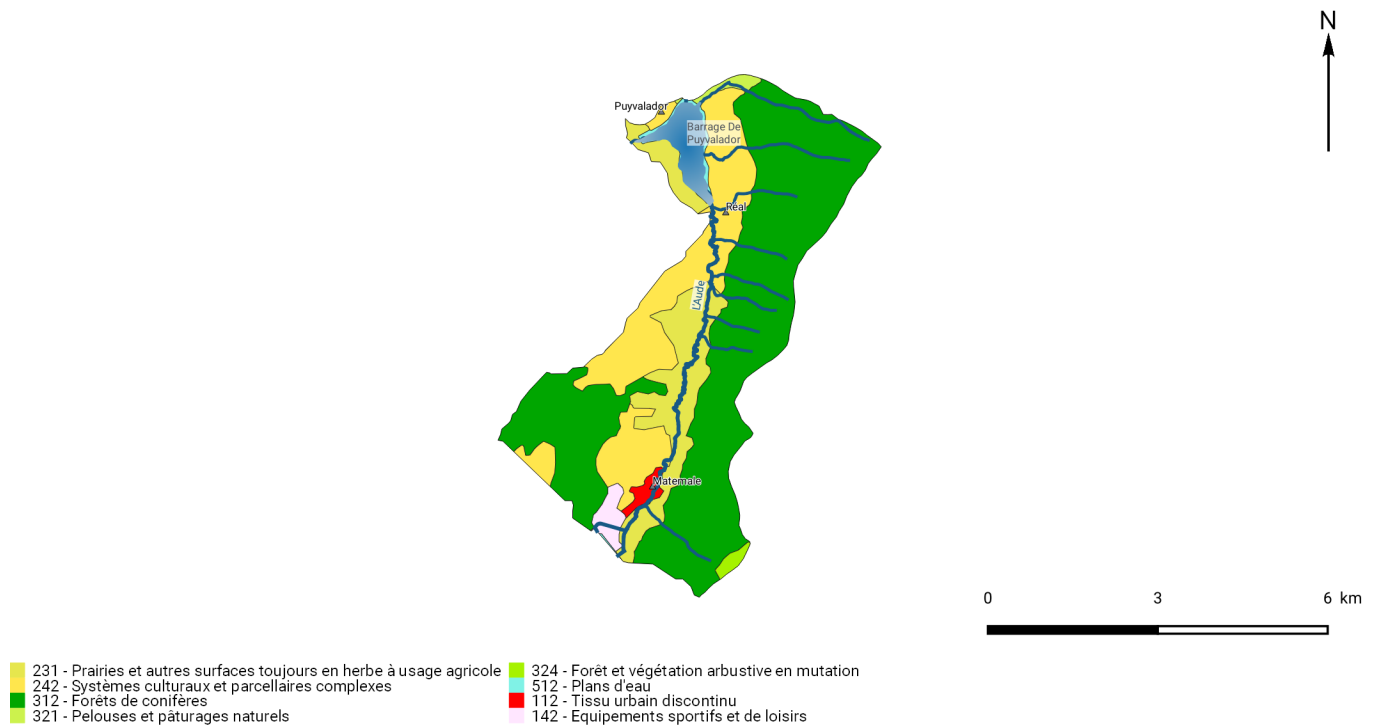 N
Puyvalador
Barrage De
Puyvalador
Réal
L'Aude
Matemale
0 3 6 km
231 - Prairies et autres surfaces toujours en herbe à usage agricole
242 - Systèmes culturaux et parcellaires complexes
312 - Forêts de conifères
321 - Pelouses et pâturages naturels
324 - Forêt et végétation arbustive en mutation
512 - Plans d'eau
112 - Tissu urbain discontinu
142 - Equipements sportifs et de loisirs